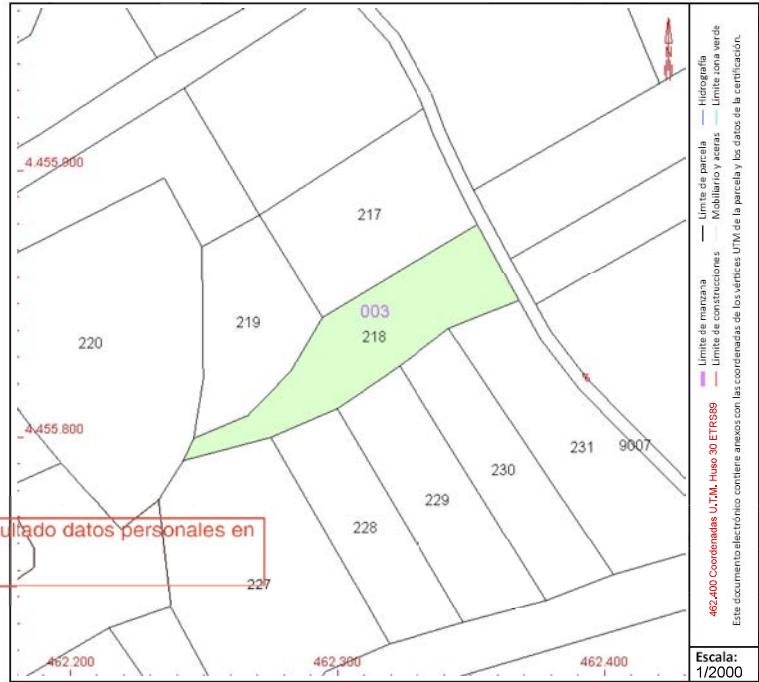 4.455.900
217
003
218
219
220
4.455.800
231
9007
230
229
228
ultado datos personales en
227
462.200
462.300
462.400
N
Límite de manzana
Límite de parcela
Hidrografía
Límite de construcciones
Mobiliario y aceras
Límite zona verde
462,400 Coordenadas U.T.M. Huso 30 ETRS89
Este documento electrónico contiene anexos con las coordenadas de los vértices UTM de la parcela y los datos de la certificación.
Escala:
1/2000